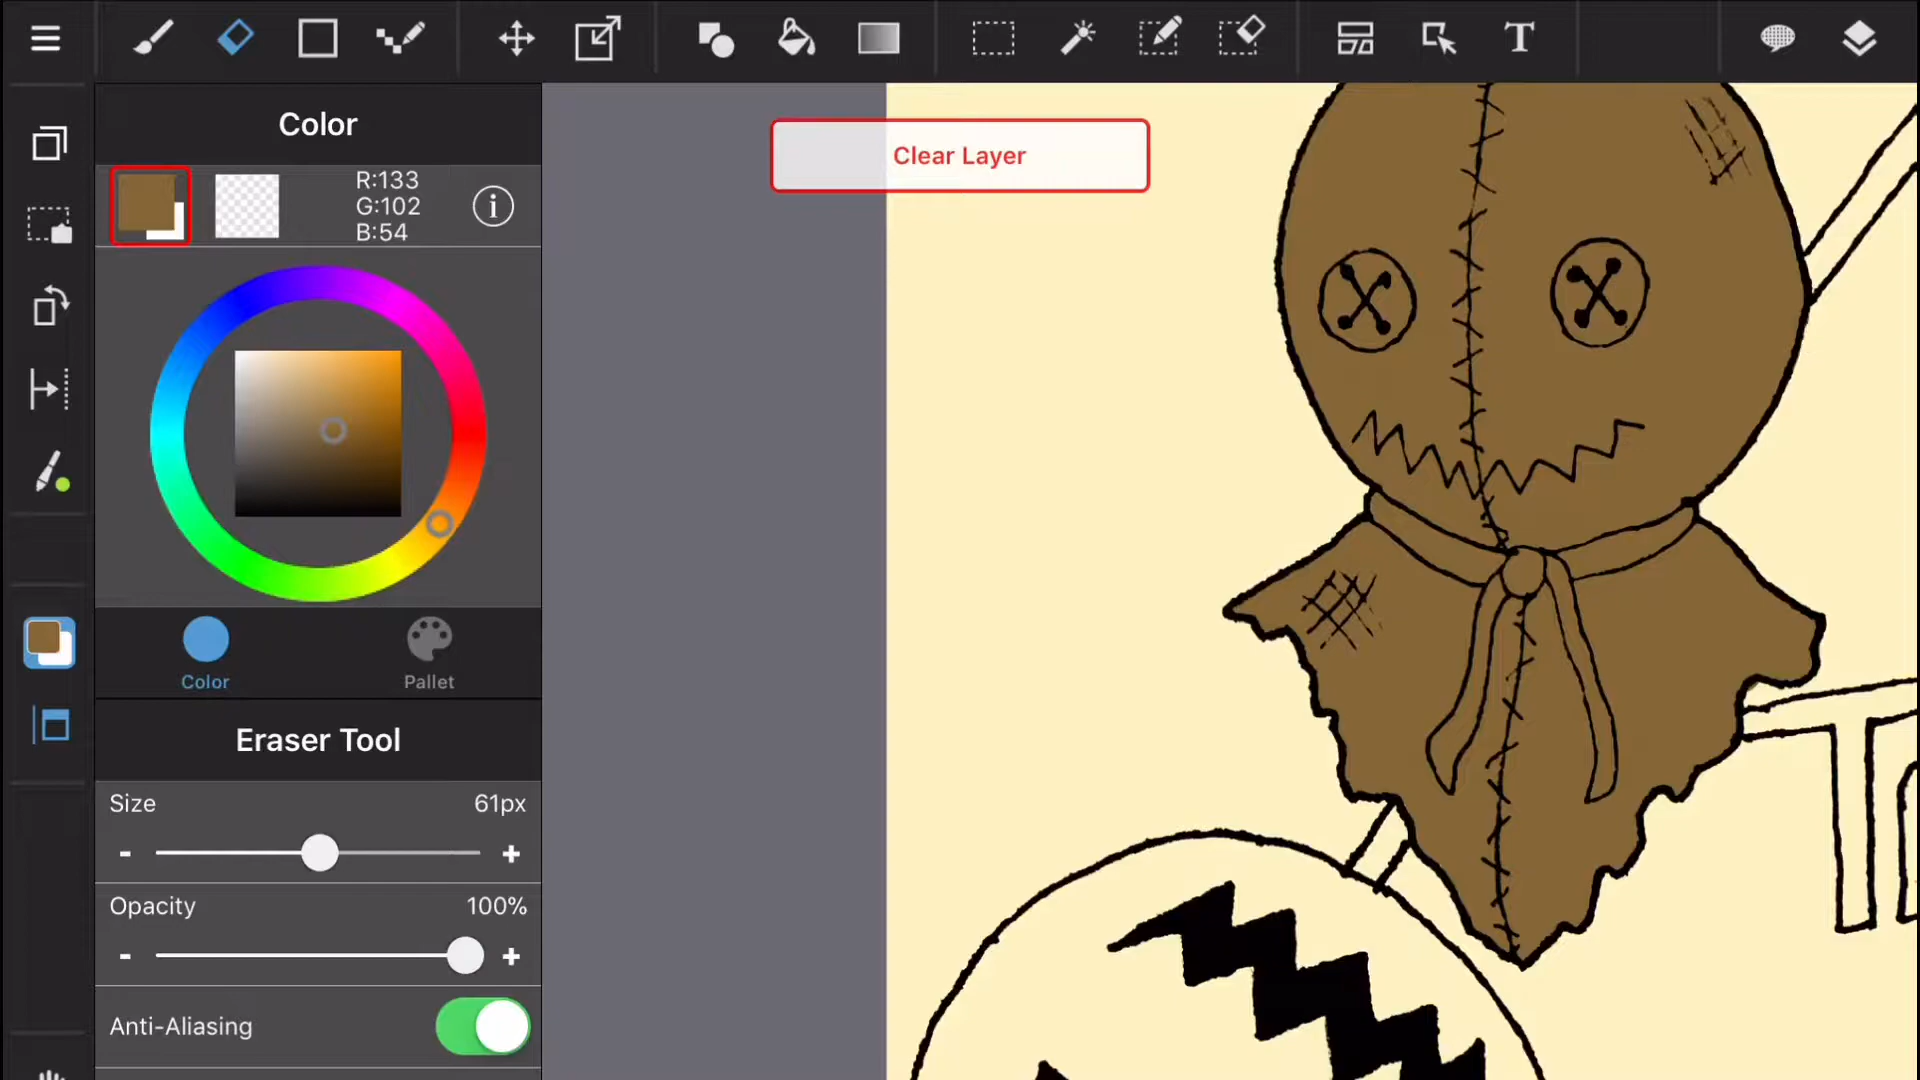 Color
Clear Layer
R:133
G:102
B:54
Color
Pallet
Eraser Tool
Size
61px
- +
Opacity
100%
- +
Anti-Aliasing